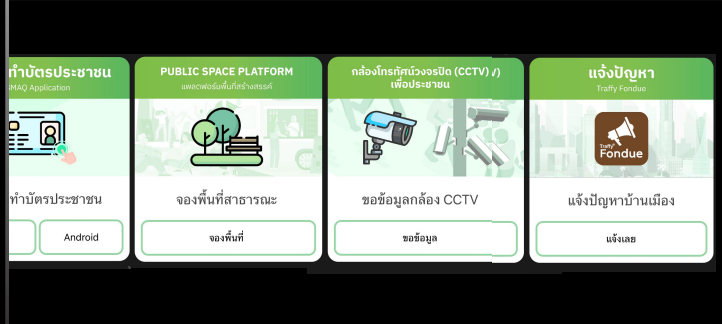 ทำบัตรประชาชน
MAQ Application
ทำบัตรประชาชน
Android
PUBLIC SPACE PLATFORM
แพลตฟอร์มพื้นที่สร้างสรรค์
จองพื้นที่สาธารณะ
จองพื้นที่
กล้องโทรทัศน์วงจรปิด (CCTV) /)
เพื่อประชาชน
ขอข้อมูลกล้อง CCTV
ขอข้อมูล
แจ้งปัญหา
Traffy Fondue
Traffy
Fondue
แจ้งปัญหาบ้านเมือง
แจ้งเลย